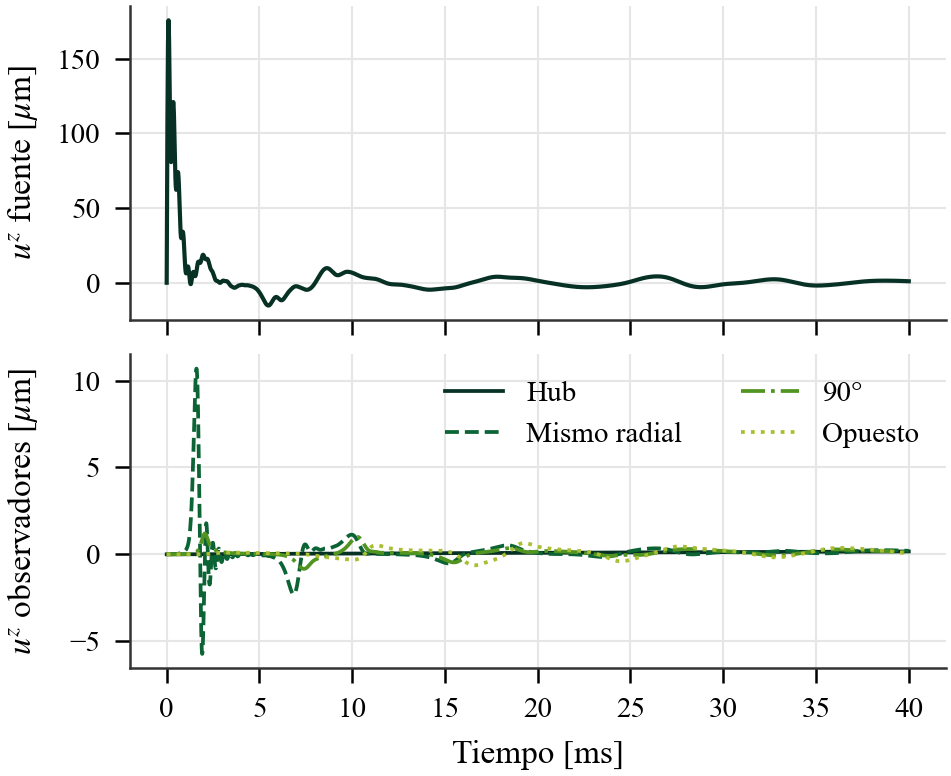 u^z fuente [μm]
150
100
50
0
u^z observadores [μm]
10
5
0
−5
Hub
Mismo radial
90°
Opuesto
0 5 10 15 20 25 30 35 40
Tiempo [ms]